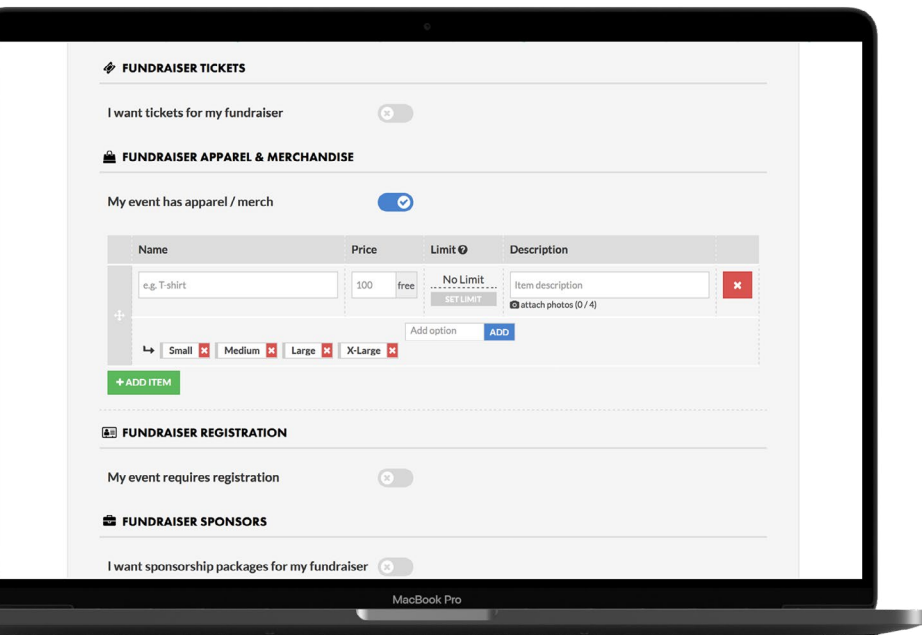 FUNDRAISER TICKETS
I want tickets for my fundraiser
FUNDRAISER APPAREL & MERCHANDISE
My event has apparel / merch
Name Price Limit Description
e.g. T-shirt 100 free No Limit Item description
SET LIMIT attach photos (0 / 4)
Add option ADD
Small Medium Large X-Large
+ ADD ITEM
FUNDRAISER REGISTRATION
My event requires registration
FUNDRAISER SPONSORS
I want sponsorship packages for my fundraiser
MacBook Pro